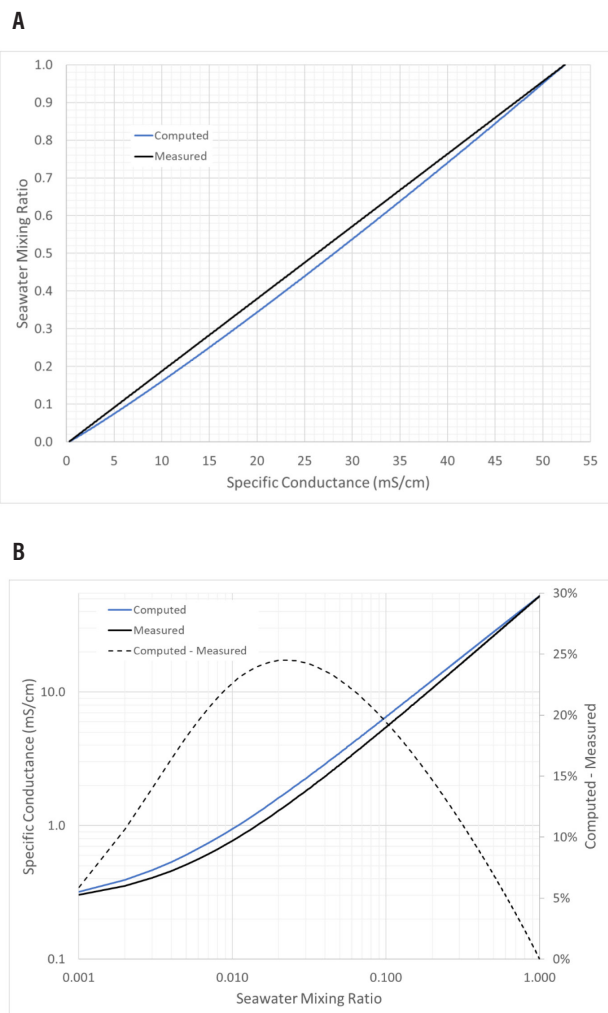 A
1.0
0.9
0.8
0.7
0.6
0.5
0.4
0.3
0.2
0.1
0.0
Seawater Mixing Ratio
Computed
Measured
0 5 10 15 20 25 30 35 40 45 50 55
Specific Conductance (mS/cm)
B
Computed
Measured
Computed - Measured
10.0
1.0
0.1
Specific Conductance (mS/cm)
30%
25%
20%
15%
10%
5%
0%
Computed - Measured
0.001 0.010 0.100 1.000
Seawater Mixing Ratio